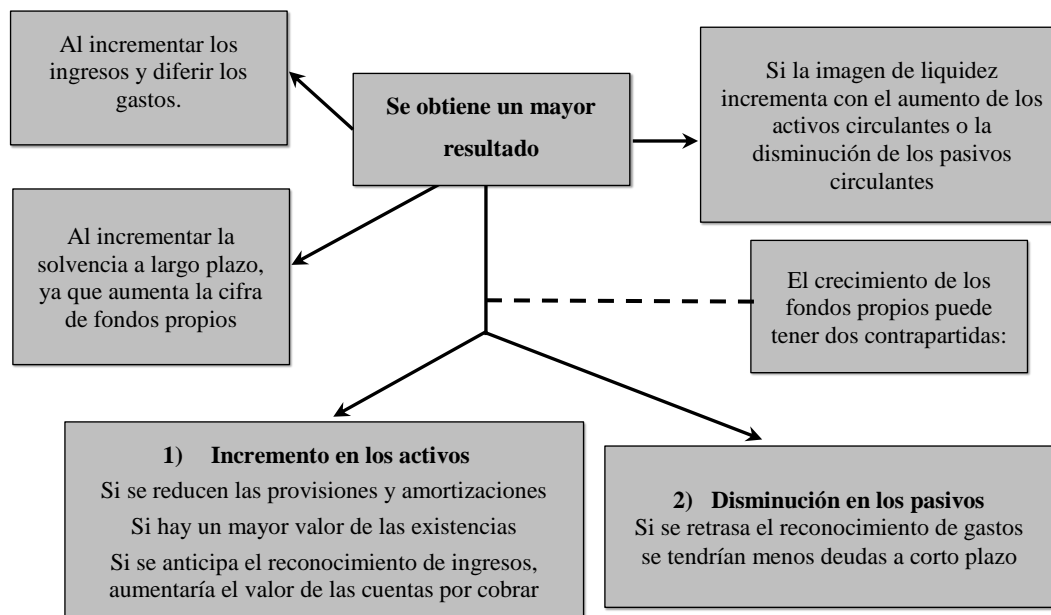 Al incrementar los
ingresos y diferir los
gastos.
Se obtiene un mayor
resultado
Si la imagen de liquidez
incrementa con el aumento de los
activos circulantes o la
disminución de los pasivos
circulantes
Al incrementar la
solvencia a largo plazo,
ya que aumenta la cifra
de fondos propios
El crecimiento de los
fondos propios puede
tener dos contrapartidas:
1) Incremento en los activos
Si se reducen las provisiones y amortizaciones
Si hay un mayor valor de las existencias
Si se anticipa el reconocimiento de ingresos,
aumentaría el valor de las cuentas por cobrar
2) Disminución en los pasivos
Si se retrasa el reconocimiento de gastos
se tendrían menos deudas a corto plazo